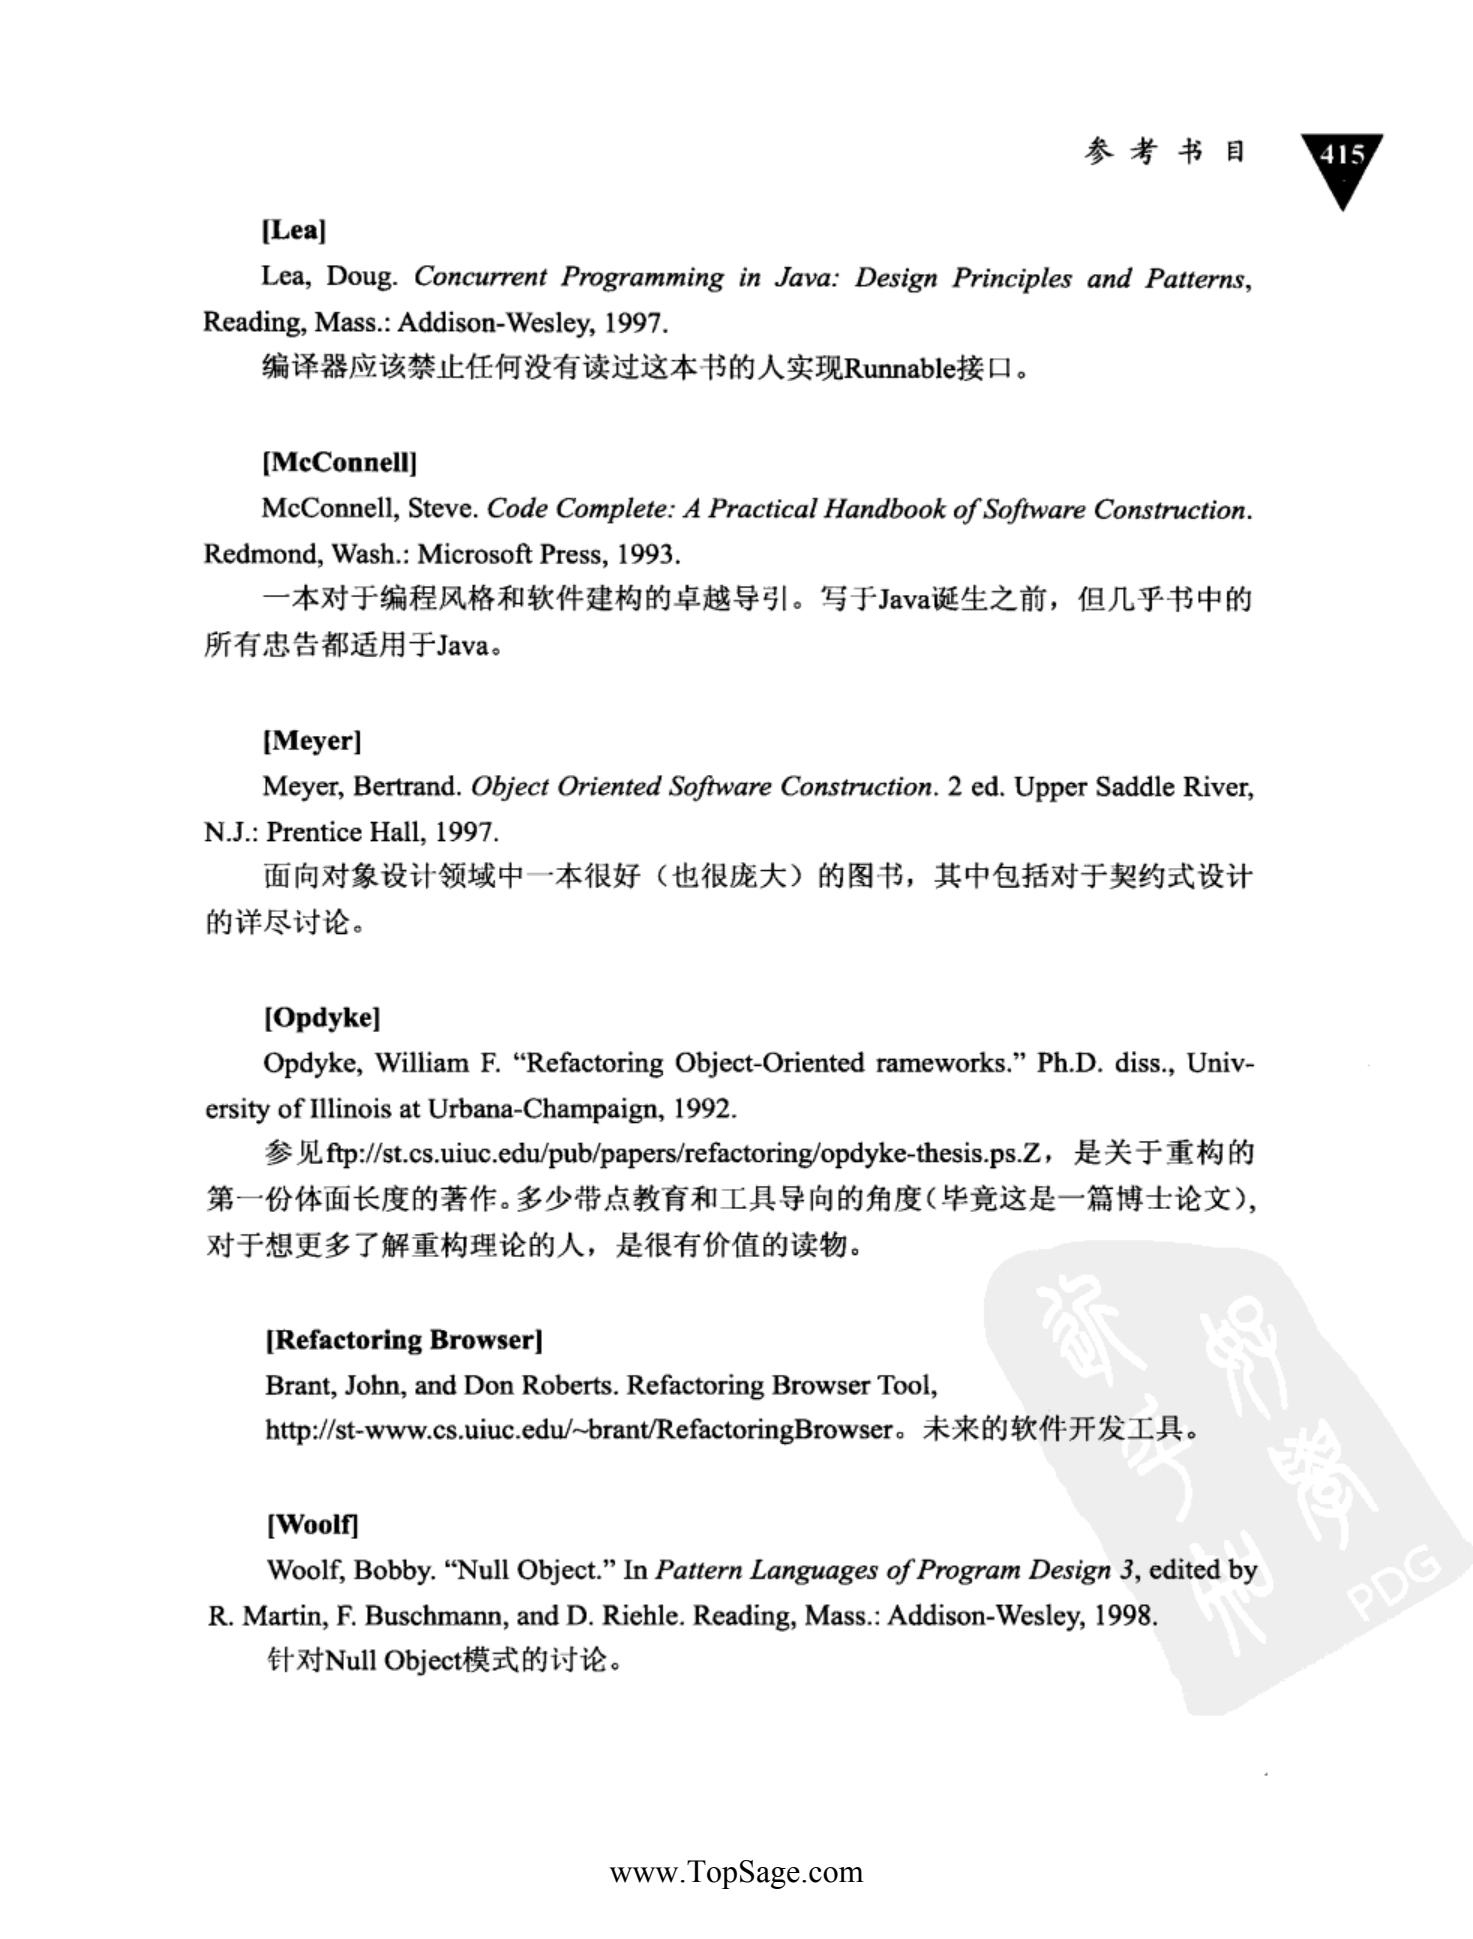 参考书目 415
[Lea]
Lea, Doug. Concurrent Programming in Java: Design Principles and Patterns,
Reading, Mass.: Addison-Wesley, 1997.
编译器应该禁止任何没有读过这本书的人实现Runnable接口。
[McConnell]
McConnell, Steve. Code Complete: A Practical Handbook of Software Construction.
Redmond, Wash.: Microsoft Press, 1993.
一本对于编程风格和软件建构的卓越导引。写于Java诞生之前，但几乎书中的
所有忠告都适用于Java。
[Meyer]
Meyer, Bertrand. Object Oriented Software Construction. 2 ed. Upper Saddle River,
N.J.: Prentice Hall, 1997.
面向对象设计领域中一本很好（也很庞大）的图书，其中包括对于契约式设计
的详尽讨论。
[Opdyke]
Opdyke, William F. “Refactoring Object-Oriented rameworks.” Ph.D. diss., Univ-
ersity of Illinois at Urbana-Champaign, 1992.
参见ftp://st.cs.uiuc.edu/pub/papers/refactoring/opdyke-thesis.ps.Z，是关于重构的
第一份体面长度的著作。多少带点教育和工具导向的角度（毕竟这是一篇博士论文），
对于想更多了解重构理论的人，是很有价值的读物。
[Refactoring Browser]
Brant, John, and Don Roberts. Refactoring Browser Tool,
http://st-www.cs.uiuc.edu/~brant/RefactoringBrowser。未来的软件开发工具。
[Woolf]
Woolf, Bobby. “Null Object.” In Pattern Languages of Program Design 3, edited by
R. Martin, F. Buschmann, and D. Riehle. Reading, Mass.: Addison-Wesley, 1998.
针对Null Object模式的讨论。
PDG
www.TopSage.com